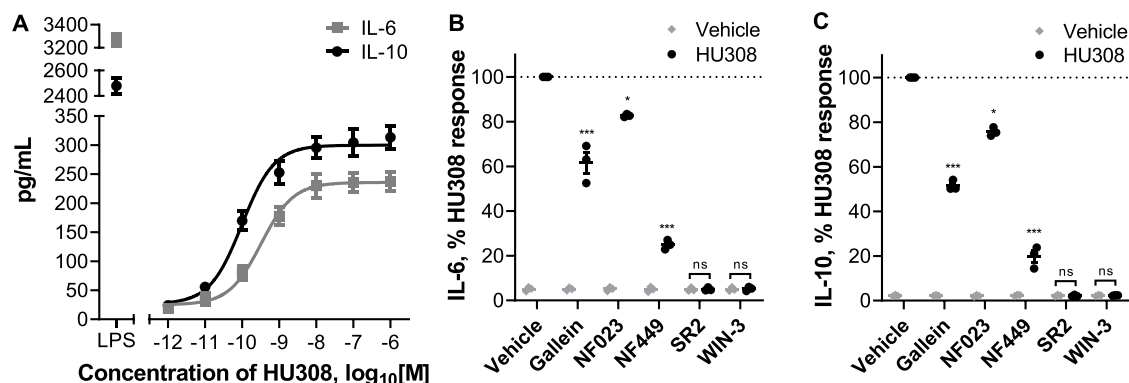 A
3400
3200
2600
2400
350
300
250
200
150
100
50
0
pg/mL
IL-6
IL-10
LPS
-12 -11 -10 -9 -8 -7 -6
Concentration of HU308, log10[M]
B
Vehicle
HU308
IL-6, % HU308 response
100
80
60
40
20
0
***
*
***
ns
ns
Vehicle
Gallein
NF023
NF449
SR2
WIN-3
C
Vehicle
HU308
IL-10, % HU308 response
100
80
60
40
20
0
***
*
***
ns
ns
Vehicle
Gallein
NF023
NF449
SR2
WIN-3